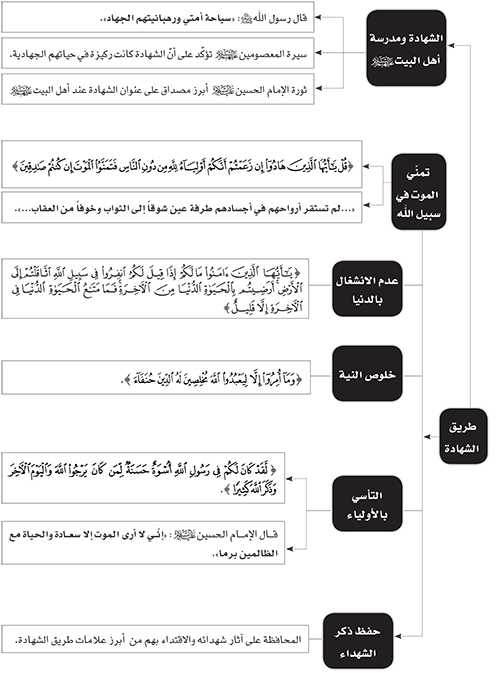 الشهادة ومدرسة
أهل البيت عليهم السلام
قال رسول الله ﷺ: «سياحة أمتي ورهبانيتهم الجهاد».
سيرة المعصومين عليهم السلام تؤكّد على أنّ الشهادة كانت ركيزة في حياتهم الجهادية.
ثورة الإمام الحسين عليه السلام أبرز مصداق على عنوان الشهادة عند أهل البيت عليهم السلام
تمنّي
الموت في
سبيل الله
﴿قُلْ يَا أَيُّهَا الَّذِينَ هَادُوا إِن زَعَمْتُمْ أَنَّكُمْ أَوْلِيَاءُ لِلَّهِ مِن دُونِ النَّاسِ فَتَمَنَّوُا الْمَوْتَ إِن كُنتُمْ صَادِقِينَ﴾
«...لم تستقر أرواحهم في أجسادهم طرفة عين شوقاً إلى الثواب وخوفاً من العقاب...».
عدم الانشغال
بالدنيا
﴿يَا أَيُّهَا الَّذِينَ ءَامَنُوا مَا لَكُمْ إِذَا قِيلَ لَكُمُ انفِرُوا فِي سَبِيلِ اللَّهِ اثَّاقَلْتُمْ إِلَى
الْأَرْضِ أَرَضِيتُم بِالْحَيَاةِ الدُّنْيَا مِنَ الْآخِرَةِ فَمَا مَتَاعُ الْحَيَاةِ الدُّنْيَا فِي
الْآخِرَةِ إِلَّا قَلِيلٌ﴾
خلوص النية
﴿وَمَا أُمِرُوا إِلَّا لِيَعْبُدُوا اللَّهَ مُخْلِصِينَ لَهُ الدِّينَ حُنَفَاءَ﴾.
طريق
الشهادة
التأسي
بالأولياء
﴿لَّقَدْ كَانَ لَكُمْ فِي رَسُولِ اللَّهِ أُسْوَةٌ حَسَنَةٌ لِّمَن كَانَ يَرْجُوا اللَّهَ وَالْيَوْمَ الْآخِرَ
وَذَكَرَ اللَّهَ كَثِيرًا﴾.
قال الإمام الحسين عليه السلام: «إنّي لا أرى الموت إلا سعادة والحياة مع
الظالمين برما».
حفظ ذكر
الشهداء
المحافظة على آثار شهدائه والاقتداء بهم من أبرز علامات طريق الشهادة.